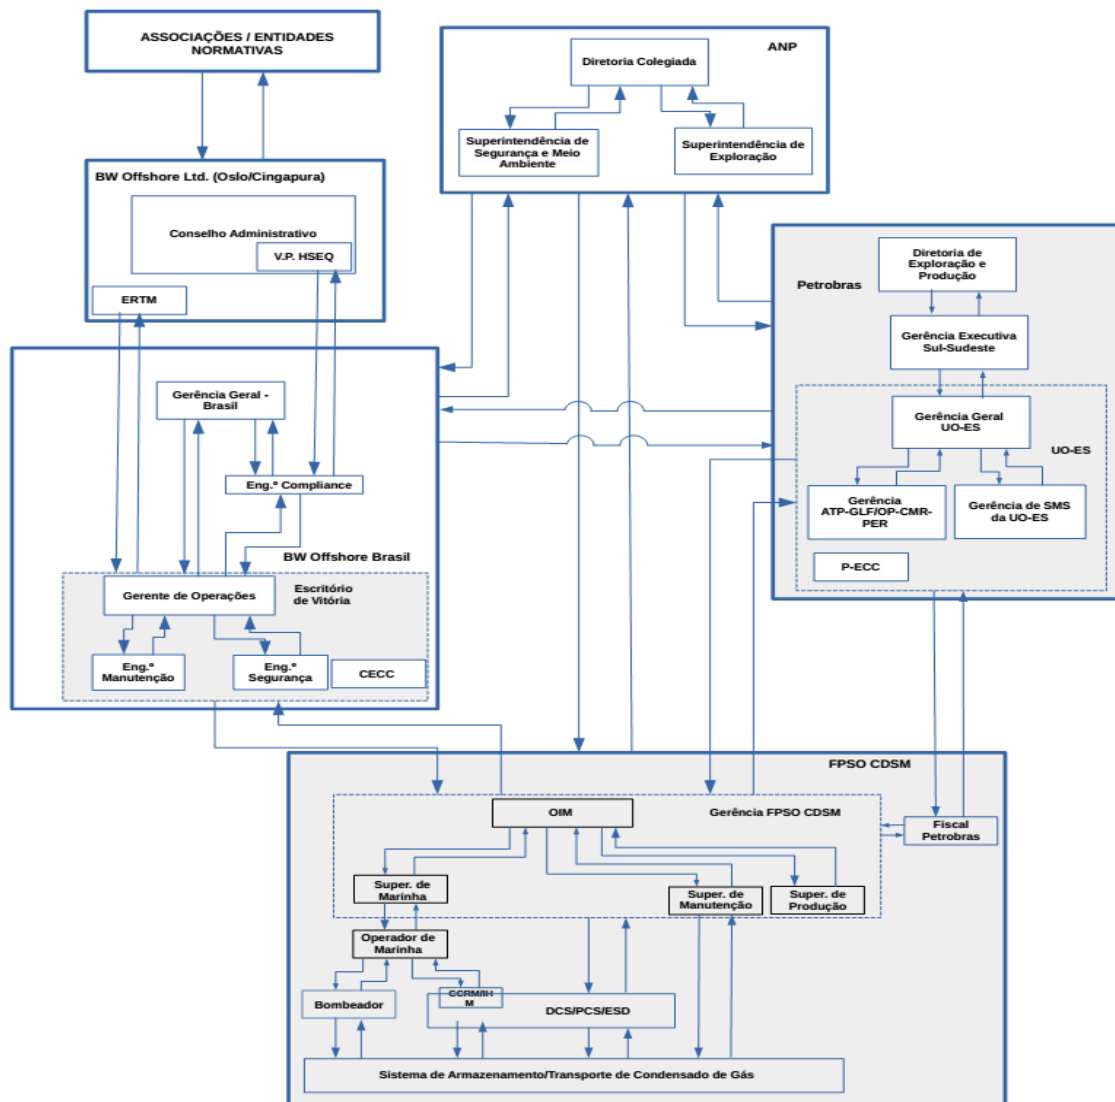 ASSOCIAÇÕES / ENTIDADES
NORMATIVAS
ANP
Diretoria Colegiada
Superintendência de
Segurança e Meio
Ambiente
Superintendência de
Exploração
BW Offshore Ltd. (Oslo/Cingapura)
Conselho Administrativo
V.P. HSEQ
ERTM
Petrobras
Diretoria de
Exploração e
Produção
Gerência Executiva
Sul-Sudeste
Gerência Geral
UO-ES
UO-ES
Gerência
ATP-GLF/OP-CMR-
PER
Gerência de SMS
da UO-ES
P-ECC
Gerência Geral -
Brasil
Eng.º Compliance
BW Offshore Brasil
Gerente de Operações
Escritório
de Vitória
Eng.º
Manutenção
Eng.º
Segurança
CECC
FPSO CDSM
OIM
Gerência FPSO CDSM
Fiscal
Petrobras
Super. de
Marinha
Super. de
Manutenção
Super. de
Produção
Operador de
Marinha
Bombeador
CCRM/IH
M
DCS/PCS/ESD
Sistema de Armazenamento/Transporte de Condensado de Gás